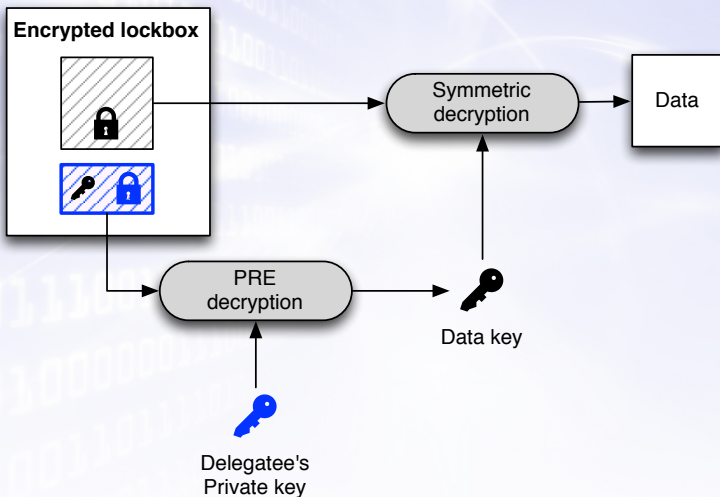 Encrypted lockbox
Symmetric
decryption
Data
PRE
decryption
Data key
Delegatee's
Private key